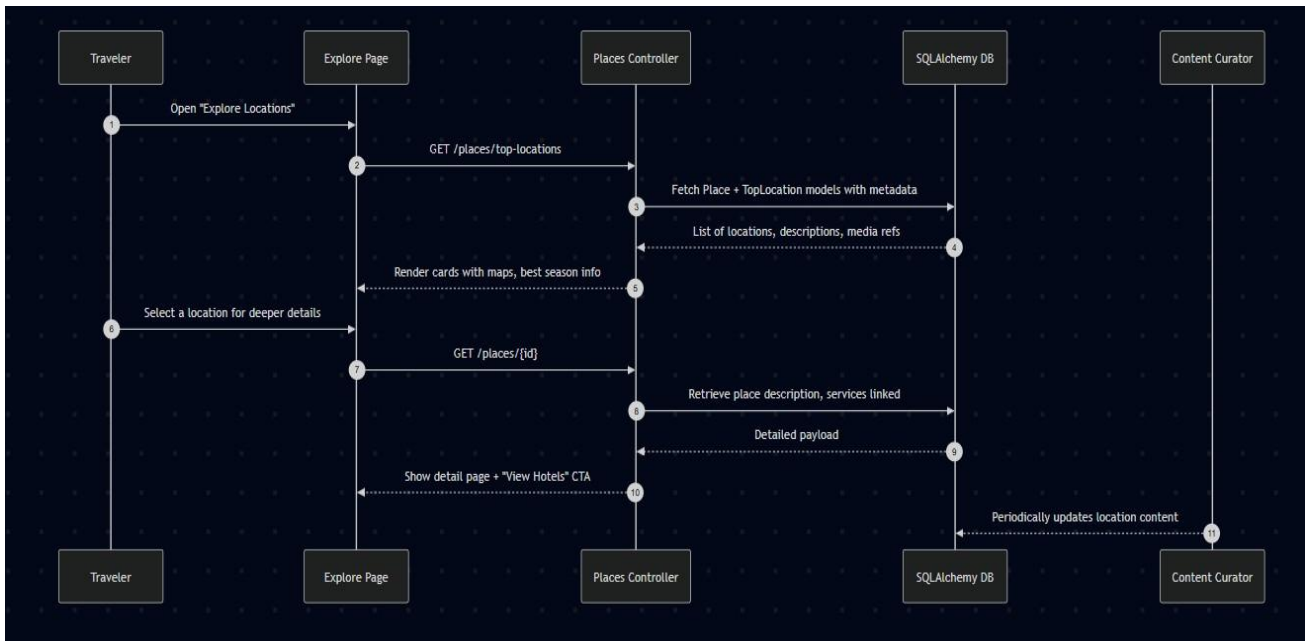 Traveler
Explore Page
Places Controller
SQLAlchemy DB
Content Curator
Open "Explore Locations"
1
GET /places/top-locations
2
Fetch Place + TopLocation models with metadata
3
List of locations, descriptions, media refs
4
Render cards with maps, best season info
5
Select a location for deeper details
6
GET /places/{id}
7
Retrieve place description, services linked
8
Detailed payload
9
Show detail page + "View Hotels" CTA
10
Periodically updates location content
11
Traveler
Explore Page
Places Controller
SQLAlchemy DB
Content Curator